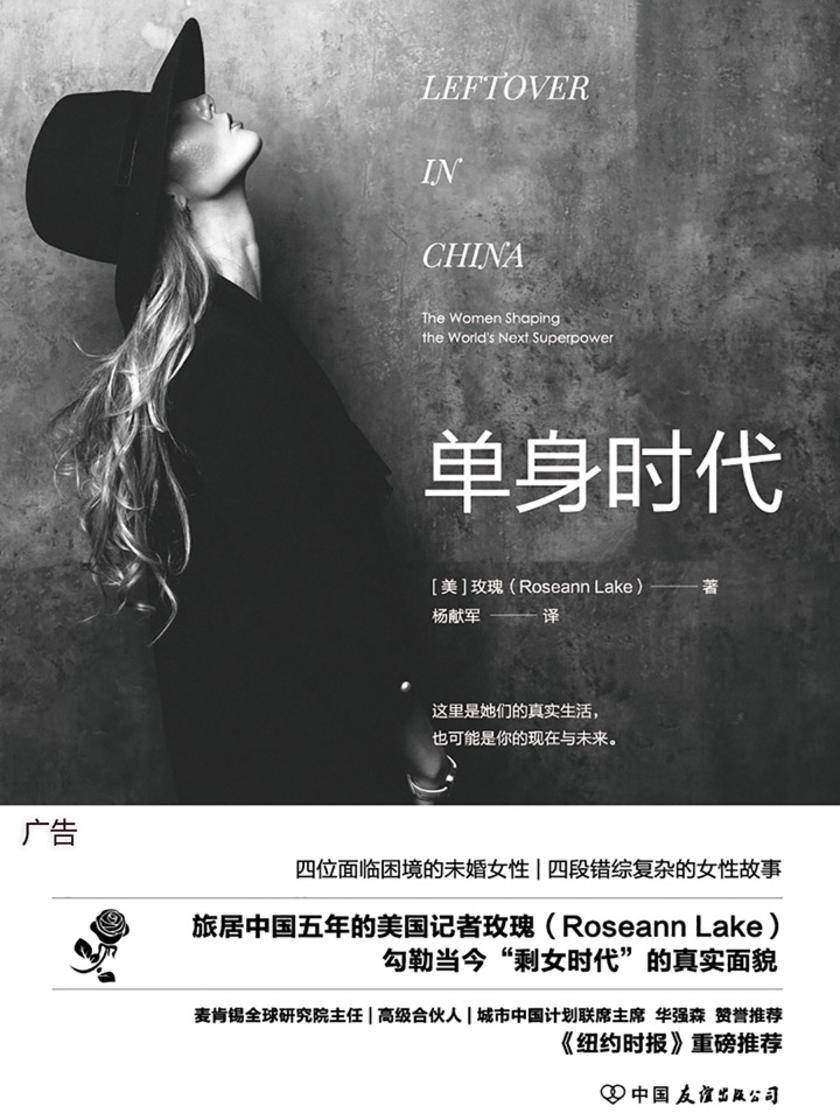 LEFTOVER
IN
CHINA
The Women Shaping
the World's Next Superpower
单身时代
[美]玫瑰（Roseann Lake）——著
杨献军——译
这里是她们的真实生活，
也可能是你的现在与未来。
广告
四位面临困境的未婚女性|四段错综复杂的女性故事
旅居中国五年的美国记者玫瑰（Roseann Lake）
勾勒当今“剩女时代”的真实面貌
麦肯锡全球研究院主任|高级合伙人|城市中国计划联席主席 华强森 赞誉推荐
《纽约时报》重磅推荐
中国友谊出版公司